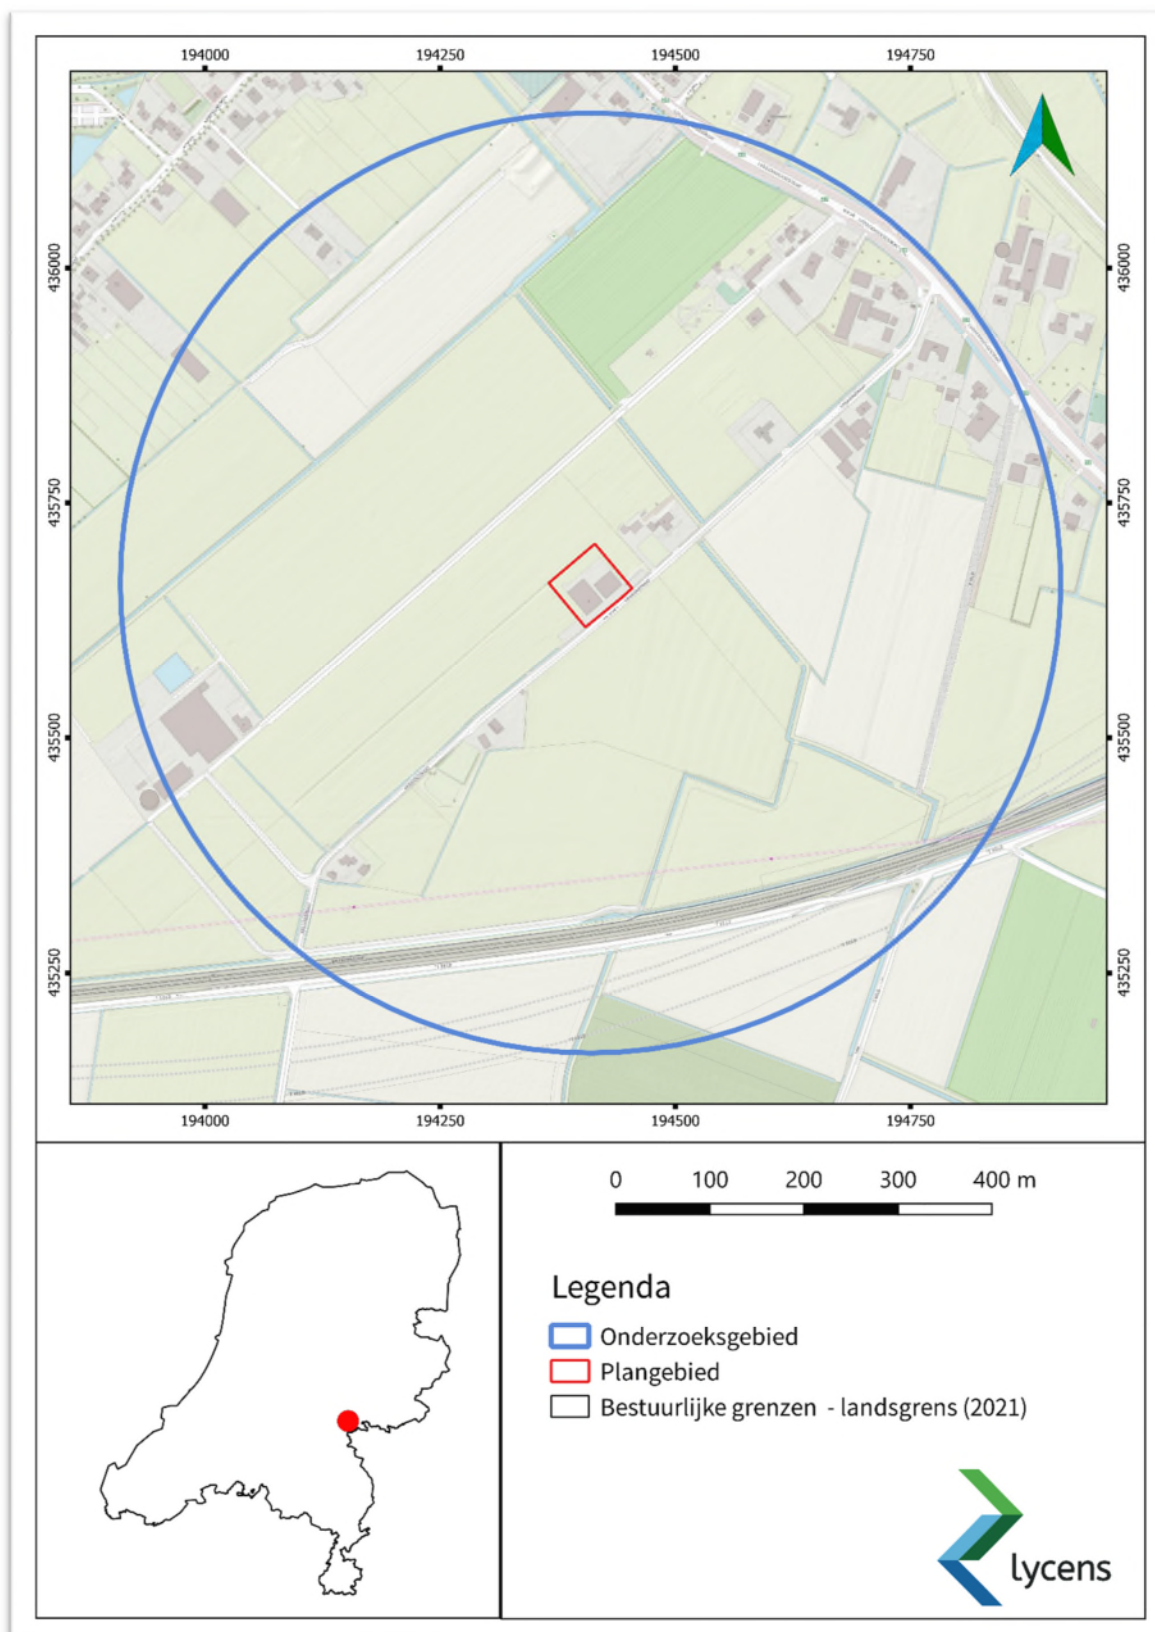 194000 194250 194500 194750
436000 436000
435750 435750
435500 435500
435250 435250
194000 194250 194500 194750
0 100 200 300 400 m
Legenda
Onderzoeksgebied
Plangebied
Bestuurlijke grenzen - landsgrens (2021)
lycens